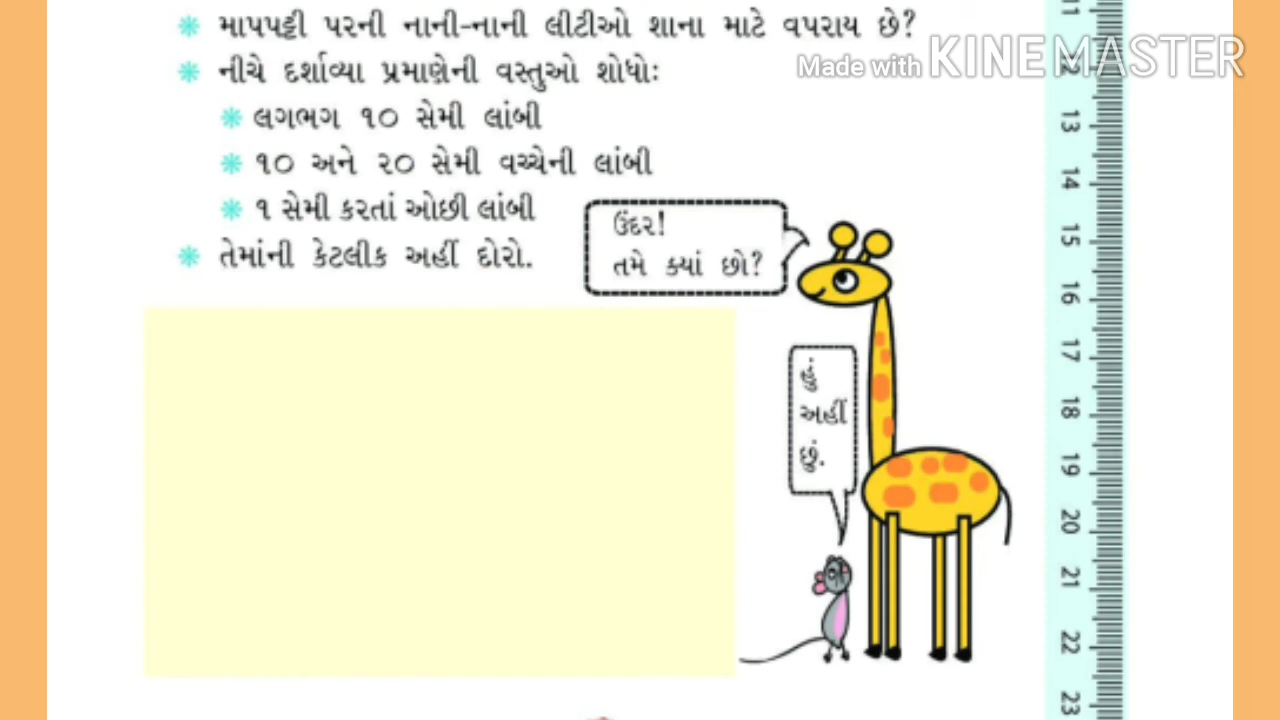 માપપટ્ટી પરની નાની-નાની લીટીઓ શાના માટે વપરાય છે?
Made with KINEMASTER
નીચે દર્શાવ્યા પ્રમાણેની વસ્તુઓ શોધોઃ
લગભગ ૧૦ સેમી લાંબી
૧૦ અને ૨૦ સેમી વચ્ચેની લાંબી
૧ સેમી કરતાં ઓછી લાંબી
તેમાંની કેટલીક અહીં દોરો.
ઉંદર!
તમે ક્યાં છો?
હું
અહીં
છું.
11
12
13
14
15
16
17
18
19
20
21
22
23